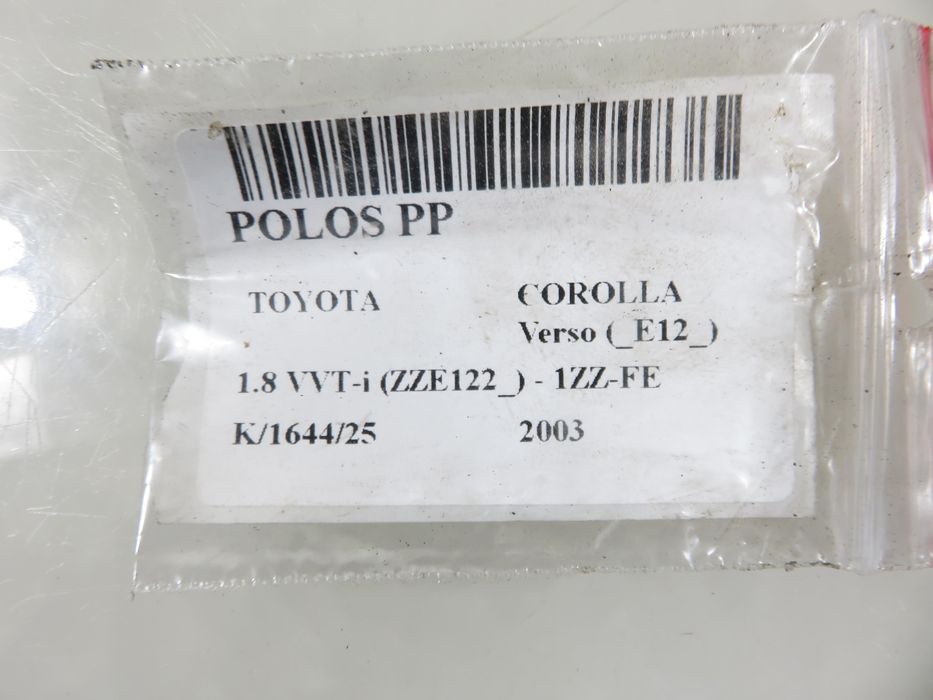 POLOS PP
TOYOTA COROLLA
Verso (_E12_)
1.8 VVT-i (ZZE122_) - 1ZZ-FE
K/1644/25 2003